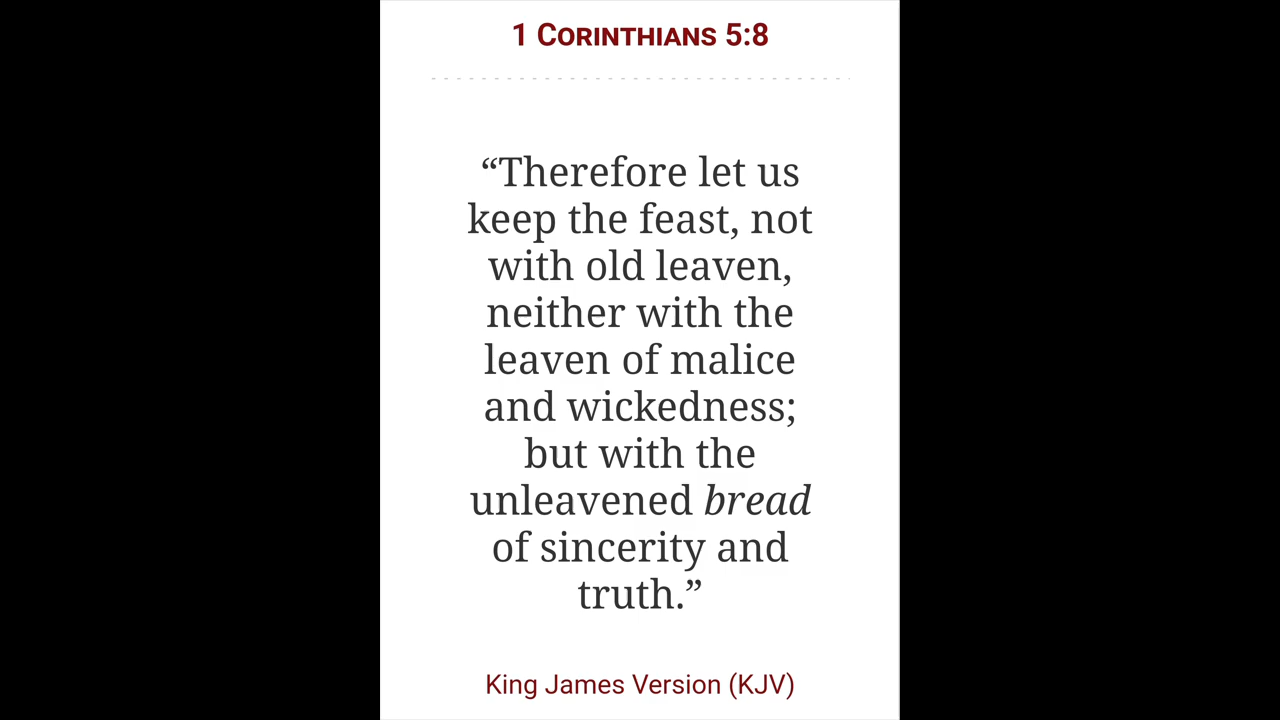 1 Corinthians 5:8
“Therefore let us
keep the feast, not
with old leaven,
neither with the
leaven of malice
and wickedness;
but with the
unleavened bread
of sincerity and
truth.”
King James Version (KJV)